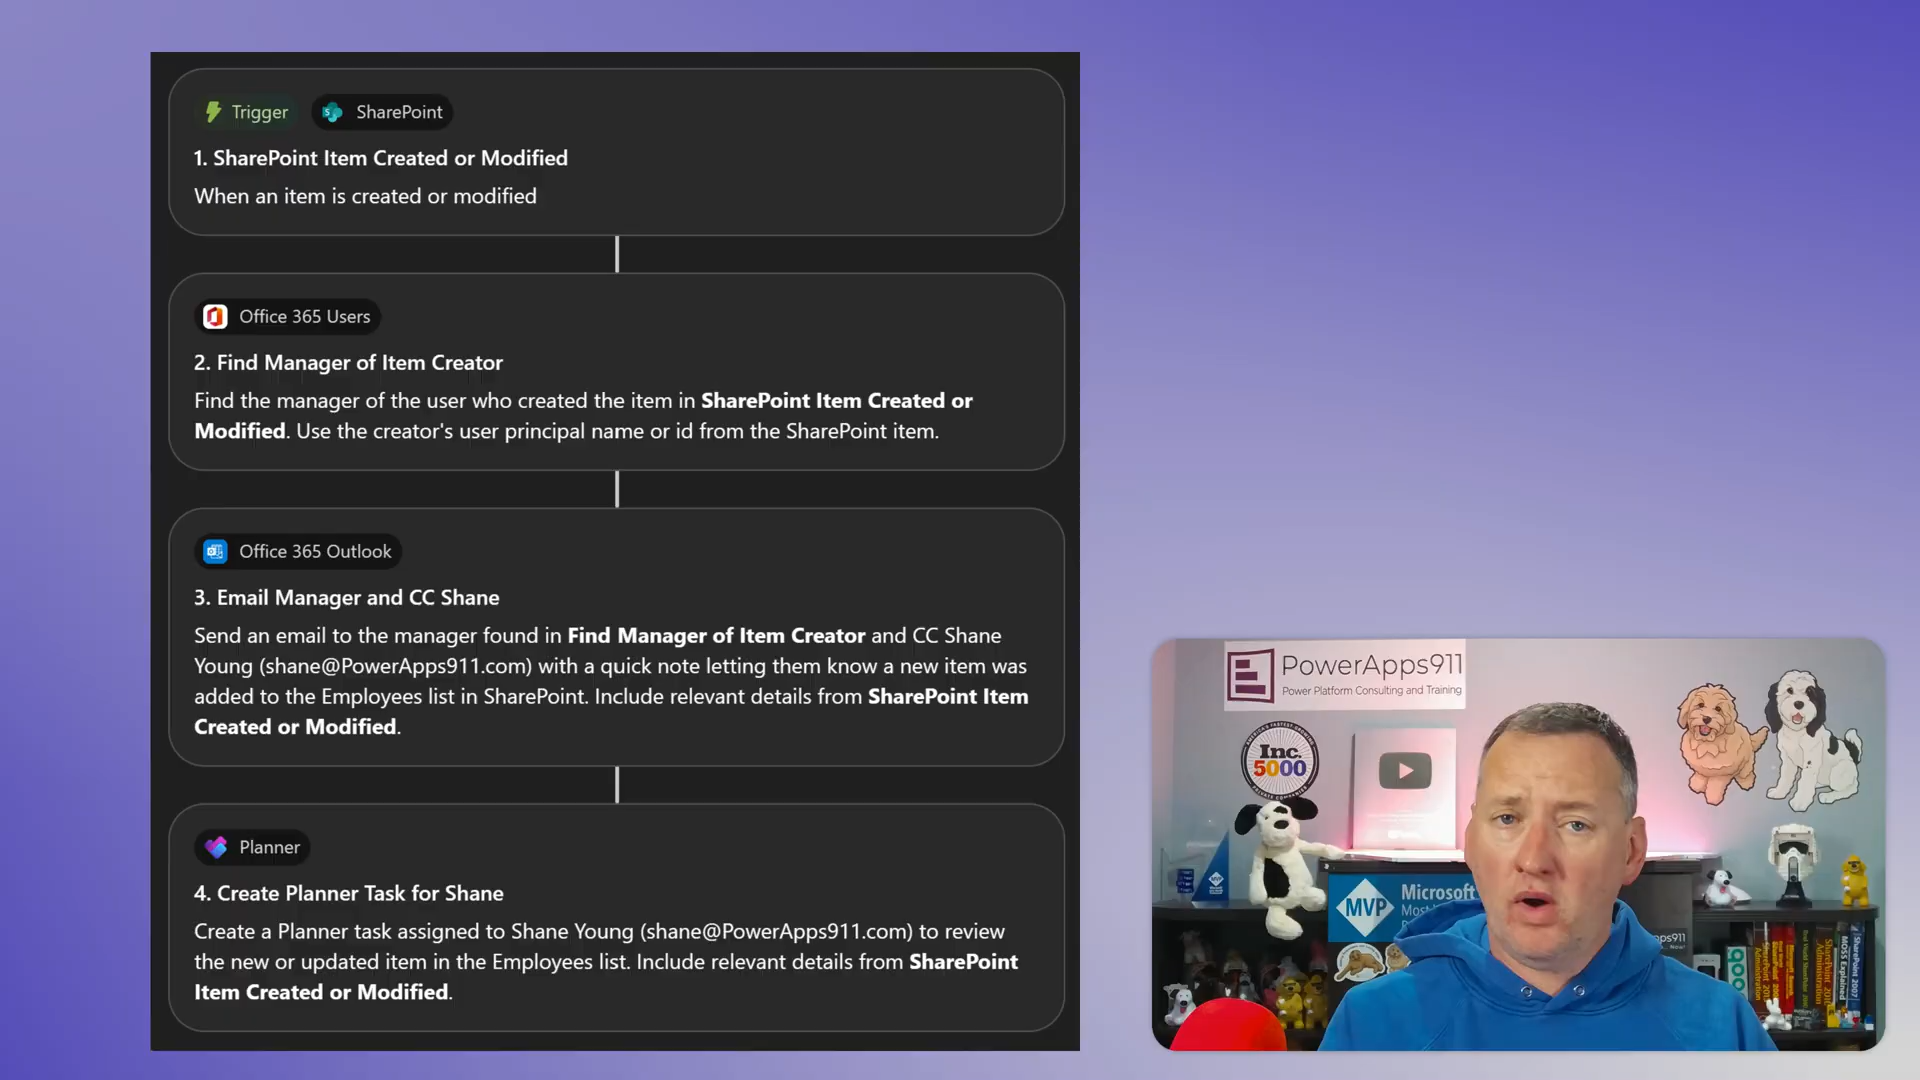 Trigger SharePoint
1. SharePoint Item Created or Modified
When an item is created or modified
Office 365 Users
2. Find Manager of Item Creator
Find the manager of the user who created the item in SharePoint Item Created or
Modified. Use the creator's user principal name or id from the SharePoint item.
Office 365 Outlook
3. Email Manager and CC Shane
Send an email to the manager found in Find Manager of Item Creator and CC Shane
Young (shane@PowerApps911.com) with a quick note letting them know a new item was
added to the Employees list in SharePoint. Include relevant details from SharePoint Item
Created or Modified.
Planner
4. Create Planner Task for Shane
Create a Planner task assigned to Shane Young (shane@PowerApps911.com) to review
the new or updated item in the Employees list. Include relevant details from SharePoint
Item Created or Modified.
PowerApps911
Power Platform Consulting and Training
Inc.
5000
MVP
Microsoft
MVP
SharePoint 2007
MOSS Explained